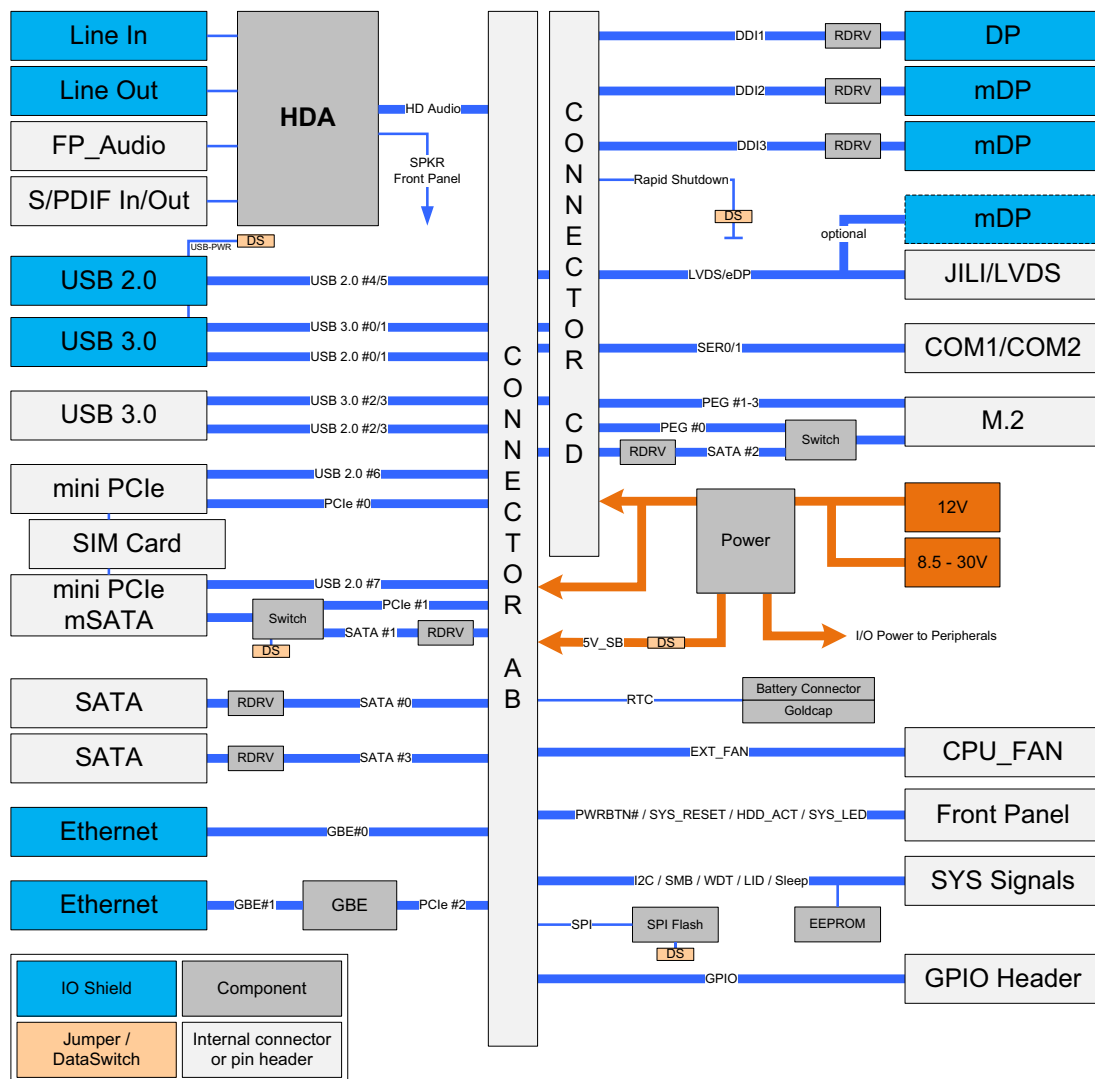 Line In
Line Out
FP_Audio
S/PDIF In/Out
HDA
HD Audio
SPKR
Front Panel
USB-PWR
DS
USB 2.0
USB 2.0 #4/5
USB 3.0
USB 3.0 #0/1
USB 2.0 #0/1
USB 3.0
USB 3.0 #2/3
USB 2.0 #2/3
mini PCIe
USB 2.0 #6
PCIe #0
SIM Card
mini PCIe
mSATA
USB 2.0 #7
Switch
DS
PCIe #1
SATA #1
RDRV
SATA
RDRV
SATA #0
SATA
RDRV
SATA #3
Ethernet
GBE#0
Ethernet
GBE#1
GBE
PCIe #2
IO Shield
Component
Jumper /
DataSwitch
Internal connector
or pin header
CONNECTOR AB
CONNECTOR CD
DDI1
RDRV
DP
DDI2
RDRV
mDP
DDI3
RDRV
mDP
Rapid Shutdown
DS
optional
mDP
LVDS/eDP
JILI/LVDS
SER0/1
COM1/COM2
PEG #1-3
PEG #0
RDRV
SATA #2
Switch
M.2
Power
12V
8.5 - 30V
5V_SB
DS
I/O Power to Peripherals
RTC
Battery Connector
Goldcap
EXT_FAN
CPU_FAN
PWRBTN# / SYS_RESET / HDD_ACT / SYS_LED
Front Panel
I2C / SMB / WDT / LID / Sleep
SYS Signals
SPI
SPI Flash
DS
EEPROM
GPIO
GPIO Header